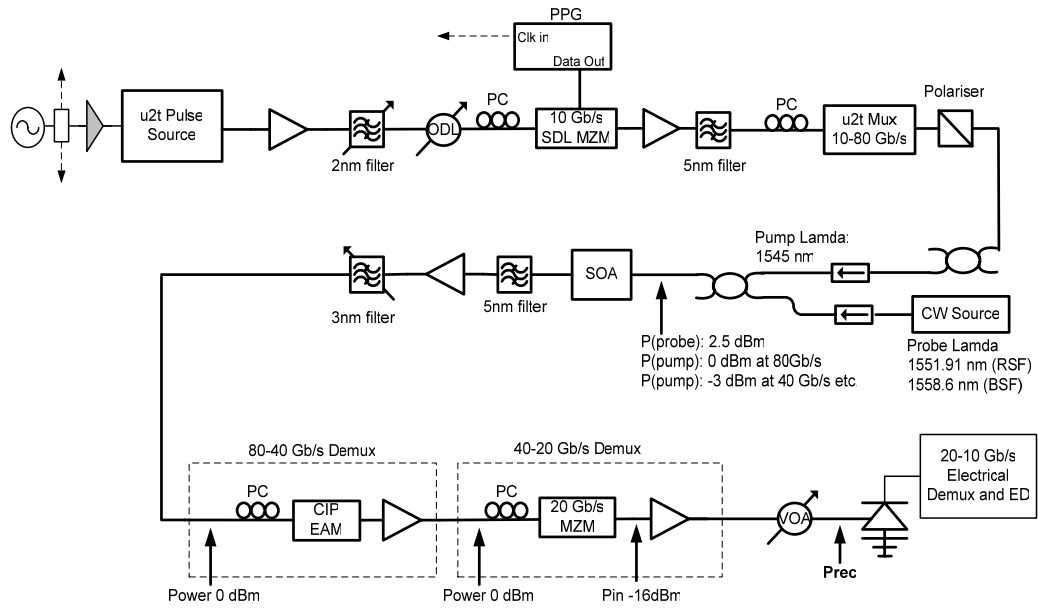 PPG
Clk in
Data Out
u2t Pulse
Source
2nm filter
ODL
PC
10 Gb/s
SDL MZM
5nm filter
PC
u2t Mux
10-80 Gb/s
Polariser
Pump Lamda:
1545 nm
3nm filter
5nm filter
SOA
CW Source
P(probe): 2.5 dBm
P(pump): 0 dBm at 80Gb/s
P(pump): -3 dBm at 40 Gb/s etc.
Probe Lamda
1551.91 nm (RSF)
1558.6 nm (BSF)
80-40 Gb/s Demux
PC
CIP
EAM
Power 0 dBm
40-20 Gb/s Demux
PC
20 Gb/s
MZM
Power 0 dBm
Pin -16dBm
VOA
Prec
20-10 Gb/s
Electrical
Demux and ED